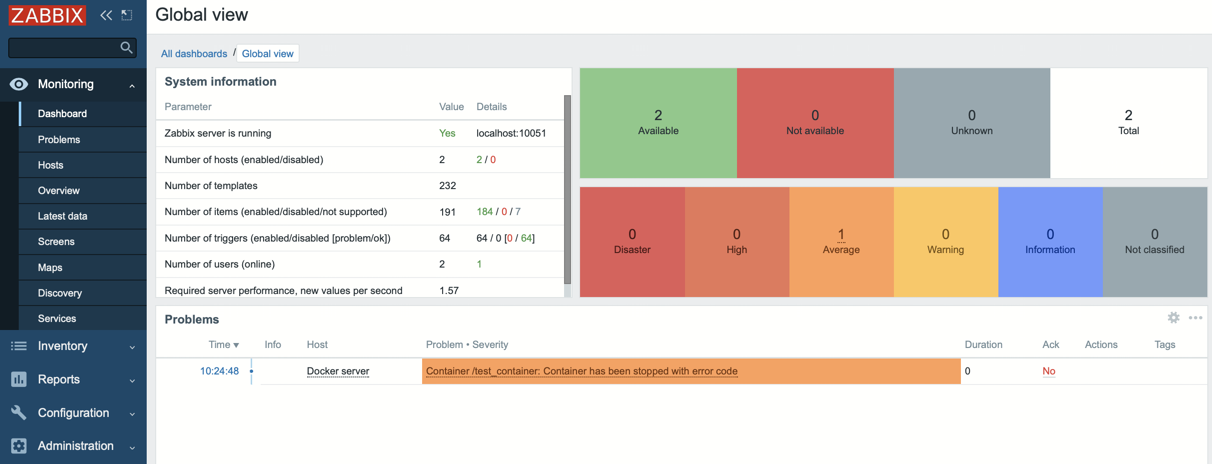 ZABBIX
Global view
All dashboards / Global view
Monitoring
Dashboard
Problems
Hosts
Overview
Latest data
Screens
Maps
Discovery
Services
Inventory
Reports
Configuration
Administration
System information
Parameter Value Details
Zabbix server is running Yes localhost:10051
Number of hosts (enabled/disabled) 2 2 / 0
Number of templates 232
Number of items (enabled/disabled/not supported) 191 184 / 0 / 7
Number of triggers (enabled/disabled [problem/ok]) 64 64 / 0 [0 / 64]
Number of users (online) 2 1
Required server performance, new values per second 1.57
2 0 0 2
Available Not available Unknown Total
0 0 1 0 0 0
Disaster High Average Warning Information Not classified
Problems
Time ▼ Info Host Problem • Severity Duration Ack Actions Tags
10:24:48 Docker server Container /test_container: Container has been stopped with error code 0 No